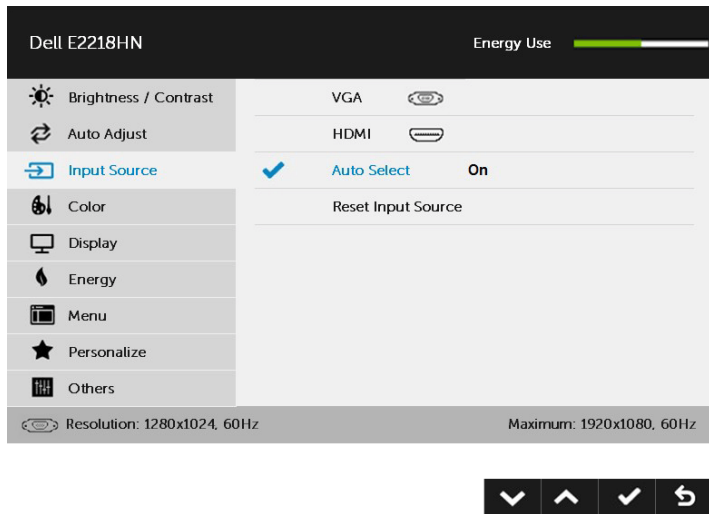 Dell E2218HN Energy Use
Brightness / Contrast VGA
Auto Adjust HDMI
Input Source Auto Select On
Color Reset Input Source
Display
Energy
Menu
Personalize
Others
Resolution: 1280x1024, 60Hz Maximum: 1920x1080, 60Hz